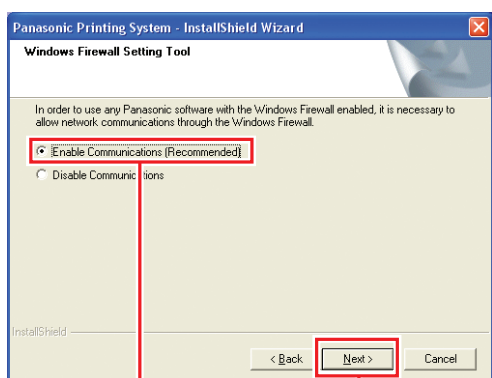 Panasonic Printing System - InstallShield Wizard
Windows Firewall Setting Tool
In order to use any Panasonic software with the Windows Firewall enabled, it is necessary to
allow network communications through the Windows Firewall.
Enable Communications (Recommended)
Disable Communications
InstallShield
< Back Next > Cancel